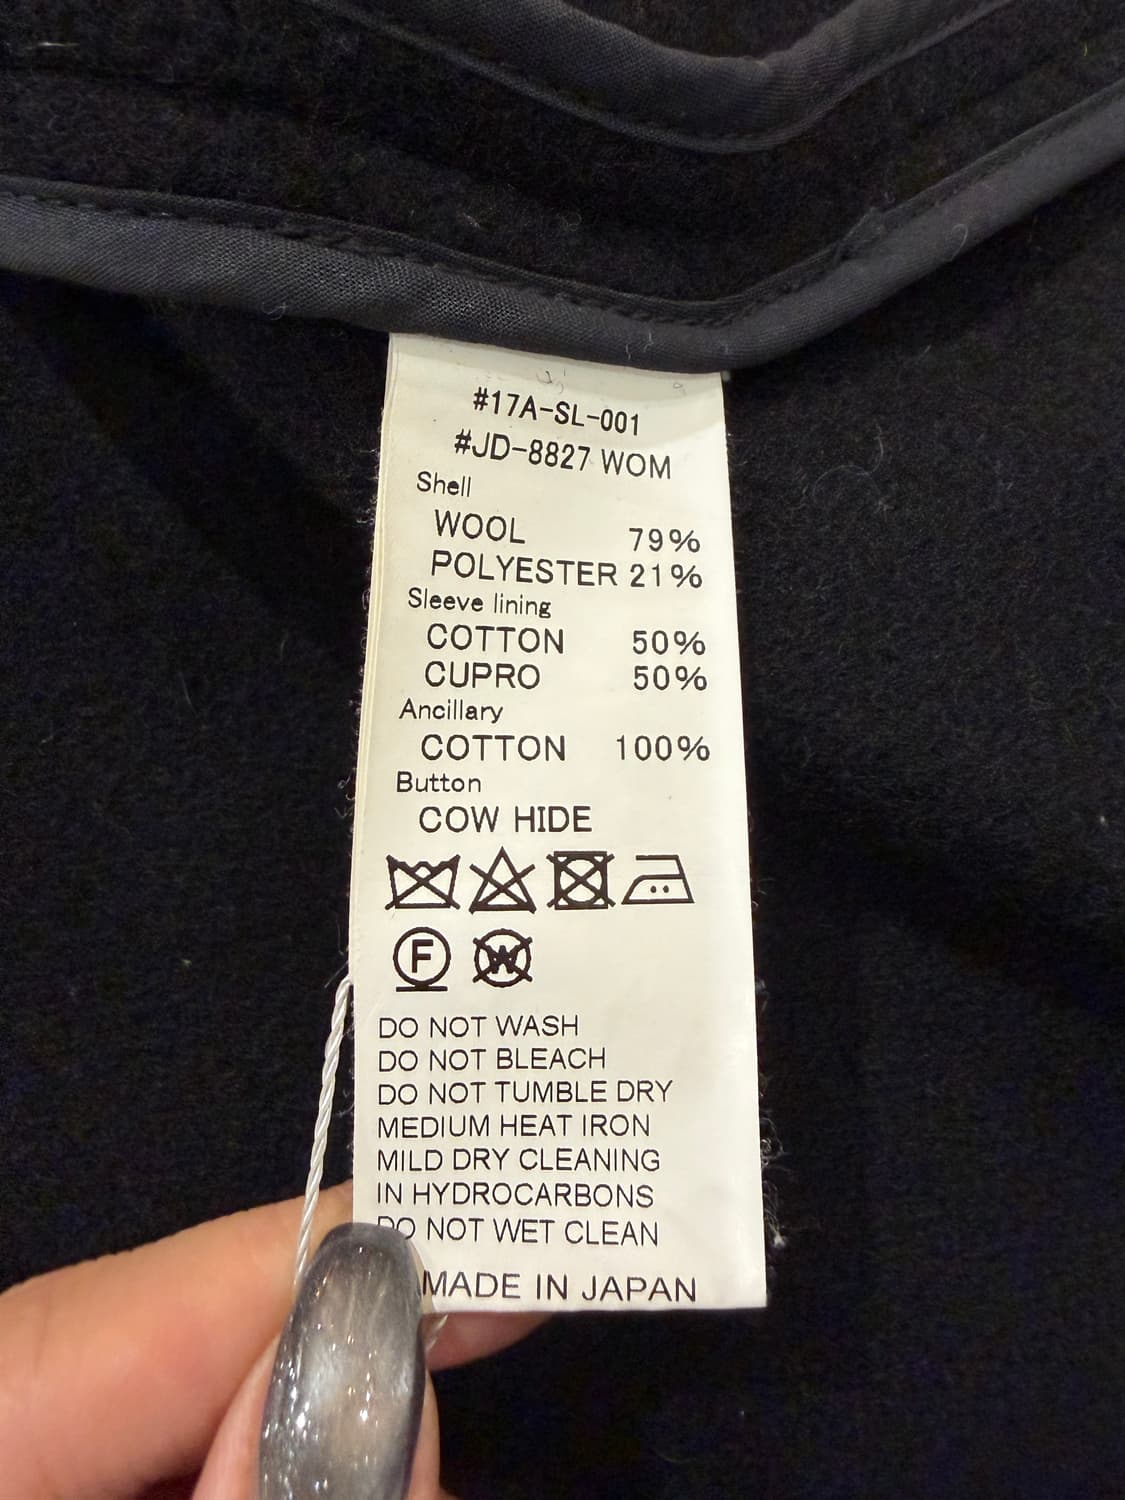 #17A-SL-001
#JD-8827 WOM
Shell
WOOL 79%
POLYESTER 21%
Sleeve lining
COTTON 50%
CUPRO 50%
Ancillary
COTTON 100%
Button
COW HIDE
F W
DO NOT WASH
DO NOT BLEACH
DO NOT TUMBLE DRY
MEDIUM HEAT IRON
MILD DRY CLEANING
IN HYDROCARBONS
DO NOT WET CLEAN
MADE IN JAPAN